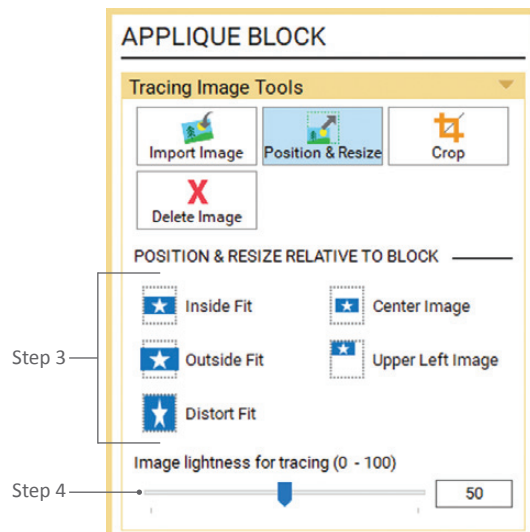 APPLIQUE BLOCK
Tracing Image Tools
Import Image
Position & Resize
Crop
Delete Image
POSITION & RESIZE RELATIVE TO BLOCK
Step 3
Inside Fit
Center Image
Outside Fit
Upper Left Image
Distort Fit
Image lightness for tracing (0 - 100)
Step 4
50